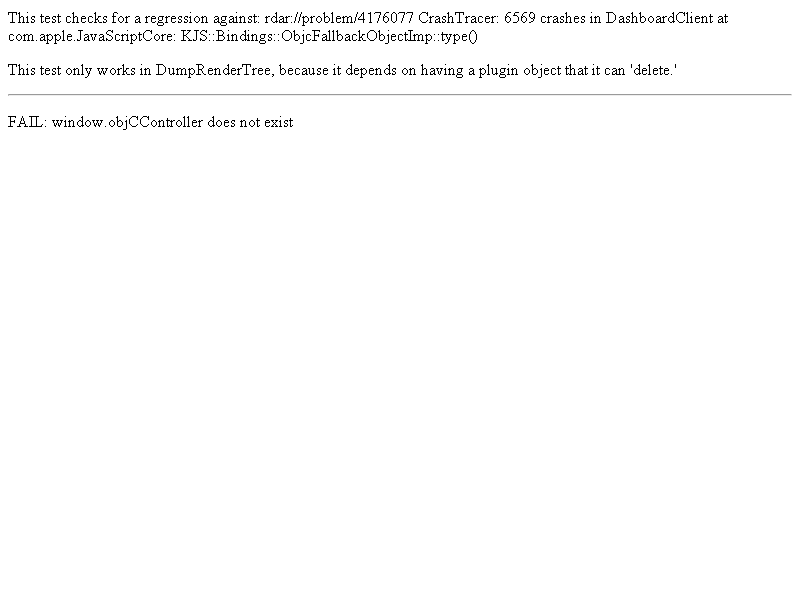 This test checks for a regression against: rdar://problem/4176077 CrashTracer: 6569 crashes in DashboardClient at
com.apple.JavaScriptCore: KJS::Bindings::ObjcFallbackObjectImp::type()
This test only works in DumpRenderTree, because it depends on having a plugin object that it can 'delete.'
FAIL: window.objCController does not exist